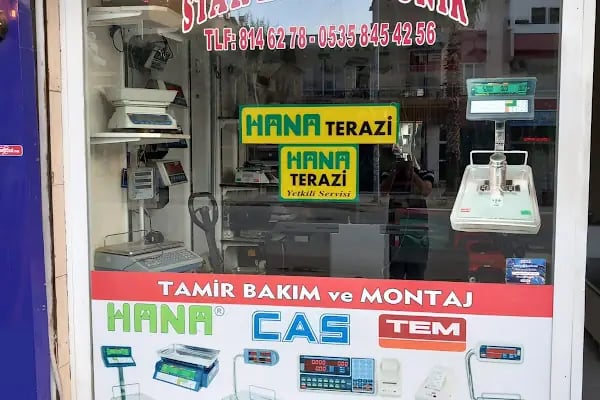 TLF: 814 62 78 - 0535 845 42 56
HANA TERAZİ
HANA
TERAZİ
Yetkili Servisi
TAMİR BAKIM ve MONTAJ
HANA®
CAS
TEM